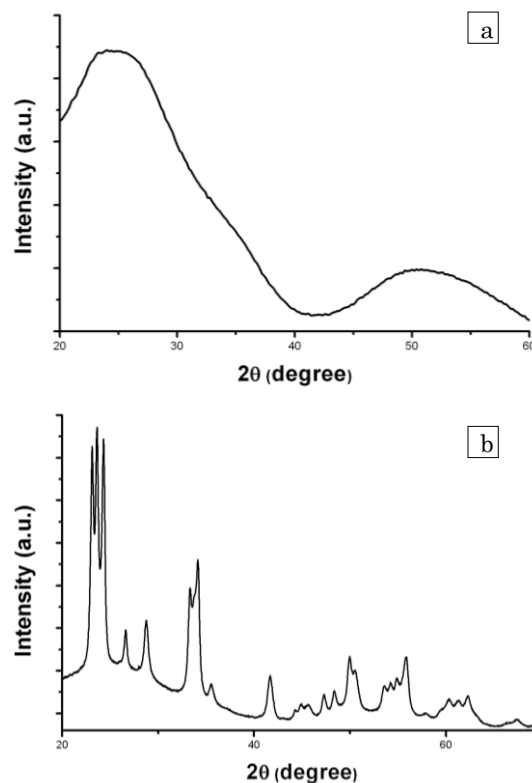 a
Intensity (a.u.)
20 30 40 50 60
2θ (degree)
b
Intensity (a.u.)
20 40 60
2θ (degree)